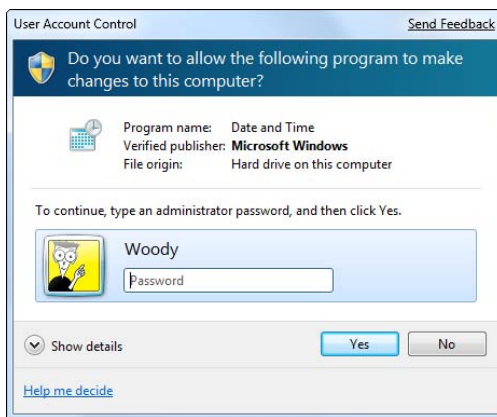 User Account Control
Send Feedback
Do you want to allow the following program to make
changes to this computer?
Program name: Date and Time
Verified publisher: Microsoft Windows
File origin: Hard drive on this computer
To continue, type an administrator password, and then click Yes.
Woody
Password
Show details
Yes
No
Help me decide